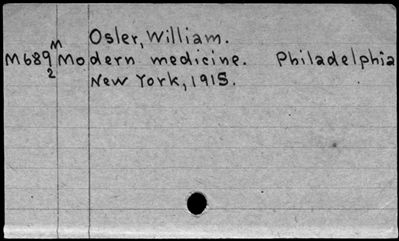 Osler, William.
M689 M Modern medicine. Philadelphia
2 New York, 1915.